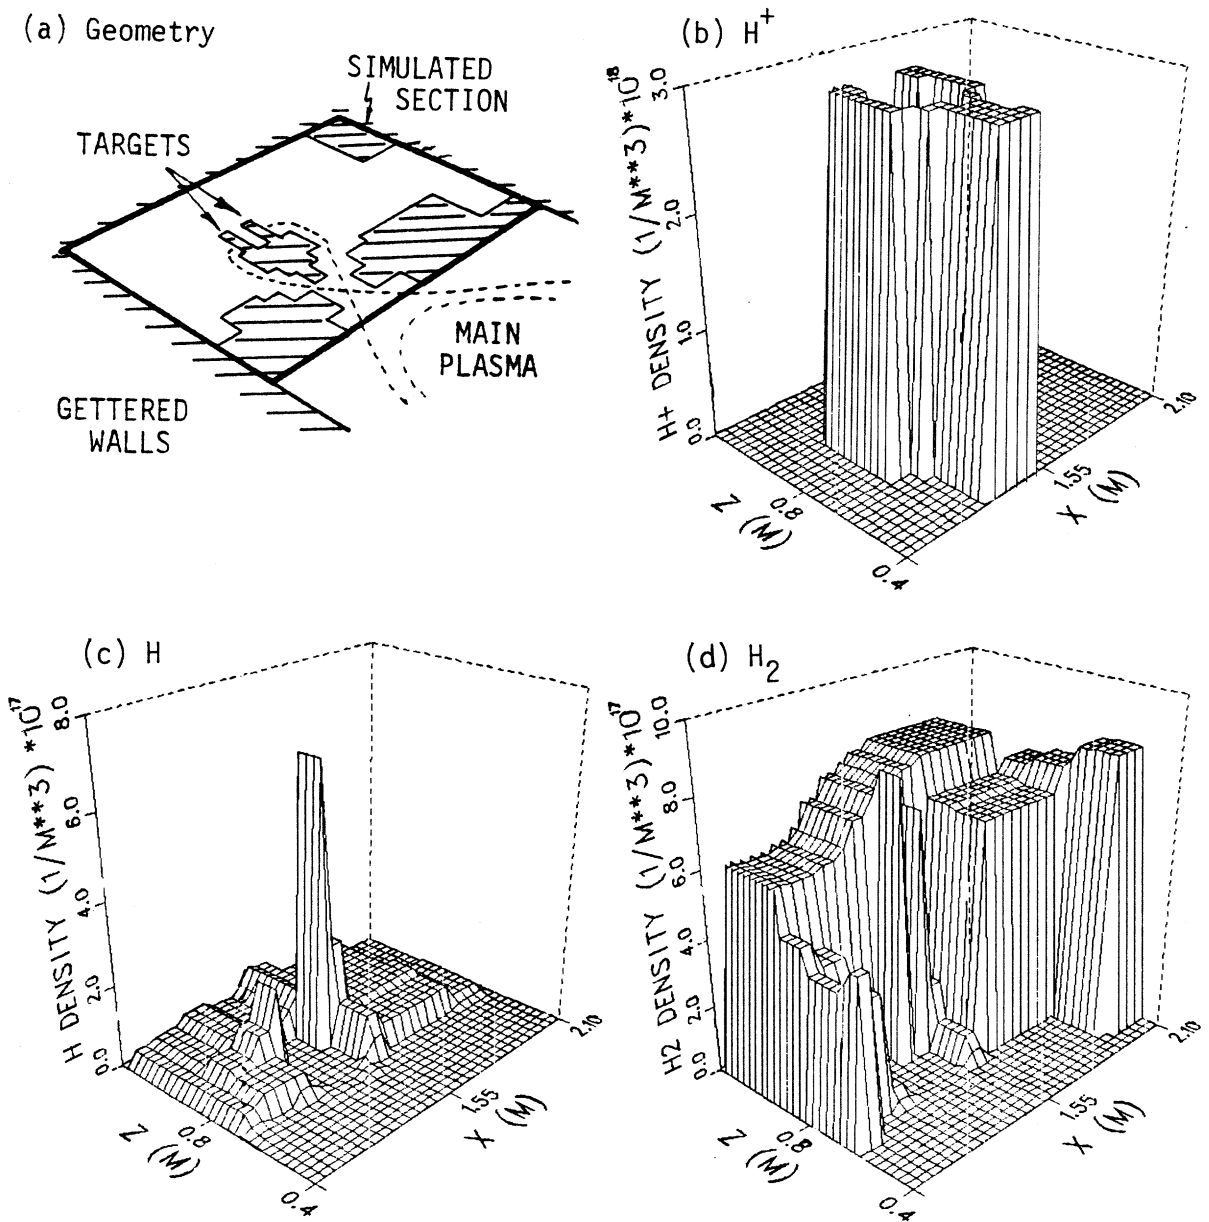 (a) Geometry
SIMULATED
SECTION
TARGETS
MAIN
PLASMA
GETTERED
WALLS
(b) H+
H+ DENSITY (1/M**3) *10^18
3.0
2.0
1.0
0.0
Z (M)
0.8
0.4
X (M)
1.55
2.10
(c) H
H DENSITY (1/M**3) *10^17
8.0
6.0
4.0
2.0
0.0
Z (M)
0.8
0.4
X (M)
1.55
2.10
(d) H2
H2 DENSITY (1/M**3) *10^17
10.0
8.0
6.0
4.0
2.0
0.0
Z (M)
0.8
0.4
X (M)
1.55
2.10